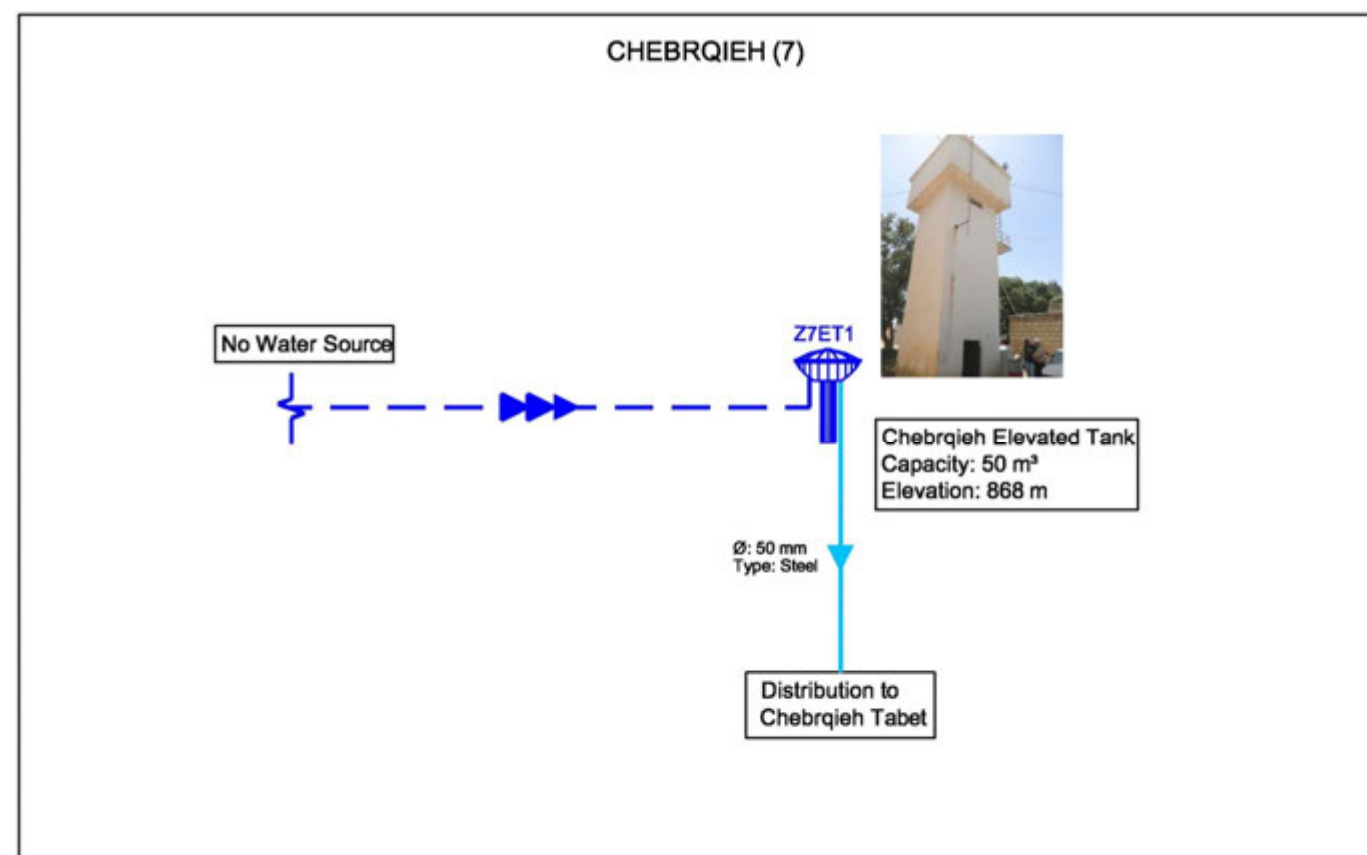 CHEBRQIEH (7)
No Water Source
Z7ET1
Chebrqieh Elevated Tank
Capacity: 50 m³
Elevation: 868 m
Ø: 50 mm
Type: Steel
Distribution to
Chebrqieh Tabet